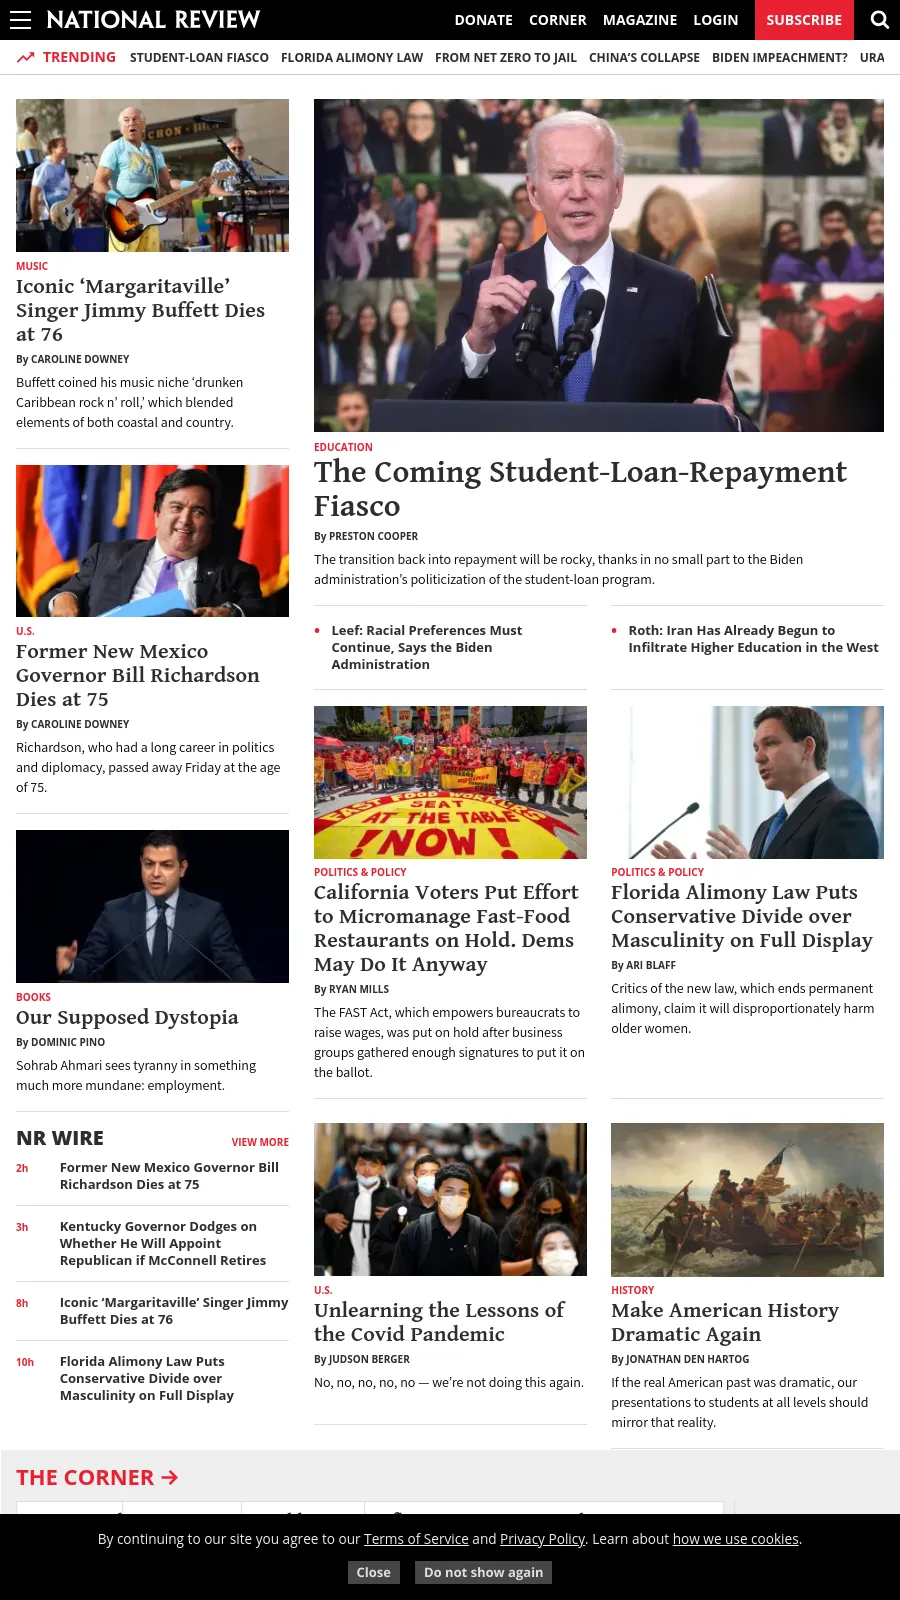 NATIONAL REVIEW
DONATE CORNER MAGAZINE LOGIN SUBSCRIBE
TRENDING STUDENT-LOAN FIASCO FLORIDA ALIMONY LAW FROM NET ZERO TO JAIL CHINA'S COLLAPSE BIDEN IMPEACHMENT? URA
MUSIC
Iconic ‘Margaritaville’
Singer Jimmy Buffett Dies
at 76
By CAROLINE DOWNEY
Buffett coined his music niche ‘drunken
Caribbean rock n’ roll,’ which blended
elements of both coastal and country.
U.S.
Former New Mexico
Governor Bill Richardson
Dies at 75
By CAROLINE DOWNEY
Richardson, who had a long career in politics
and diplomacy, passed away Friday at the age
of 75.
BOOKS
Our Supposed Dystopia
By DOMINIC PINO
Sohrab Ahmari sees tyranny in something
much more mundane: employment.
NR WIRE
VIEW MORE
2h
Former New Mexico Governor Bill
Richardson Dies at 75
3h
Kentucky Governor Dodges on
Whether He Will Appoint
Republican if McConnell Retires
8h
Iconic ‘Margaritaville’ Singer Jimmy
Buffett Dies at 76
10h
Florida Alimony Law Puts
Conservative Divide over
Masculinity on Full Display
EDUCATION
The Coming Student-Loan-Repayment
Fiasco
By PRESTON COOPER
The transition back into repayment will be rocky, thanks in no small part to the Biden
administration’s politicization of the student-loan program.
• Leef: Racial Preferences Must
Continue, Says the Biden
Administration
• Roth: Iran Has Already Begun to
Infiltrate Higher Education in the West
FAST FOOD WORKERS
SEAT
AT THE TABLE
NOW!
POLITICS & POLICY
California Voters Put Effort
to Micromanage Fast-Food
Restaurants on Hold. Dems
May Do It Anyway
By RYAN MILLS
The FAST Act, which empowers bureaucrats to
raise wages, was put on hold after business
groups gathered enough signatures to put it on
the ballot.
POLITICS & POLICY
Florida Alimony Law Puts
Conservative Divide over
Masculinity on Full Display
By ARI BLAFF
Critics of the new law, which ends permanent
alimony, claim it will disproportionately harm
older women.
U.S.
Unlearning the Lessons of
the Covid Pandemic
By JUDSON BERGER
No, no, no, no, no — we’re not doing this again.
HISTORY
Make American History
Dramatic Again
By JONATHAN DEN HARTOG
If the real American past was dramatic, our
presentations to students at all levels should
mirror that reality.
THE CORNER →
By continuing to our site you agree to our Terms of Service and Privacy Policy. Learn about how we use cookies.
Close
Do not show again